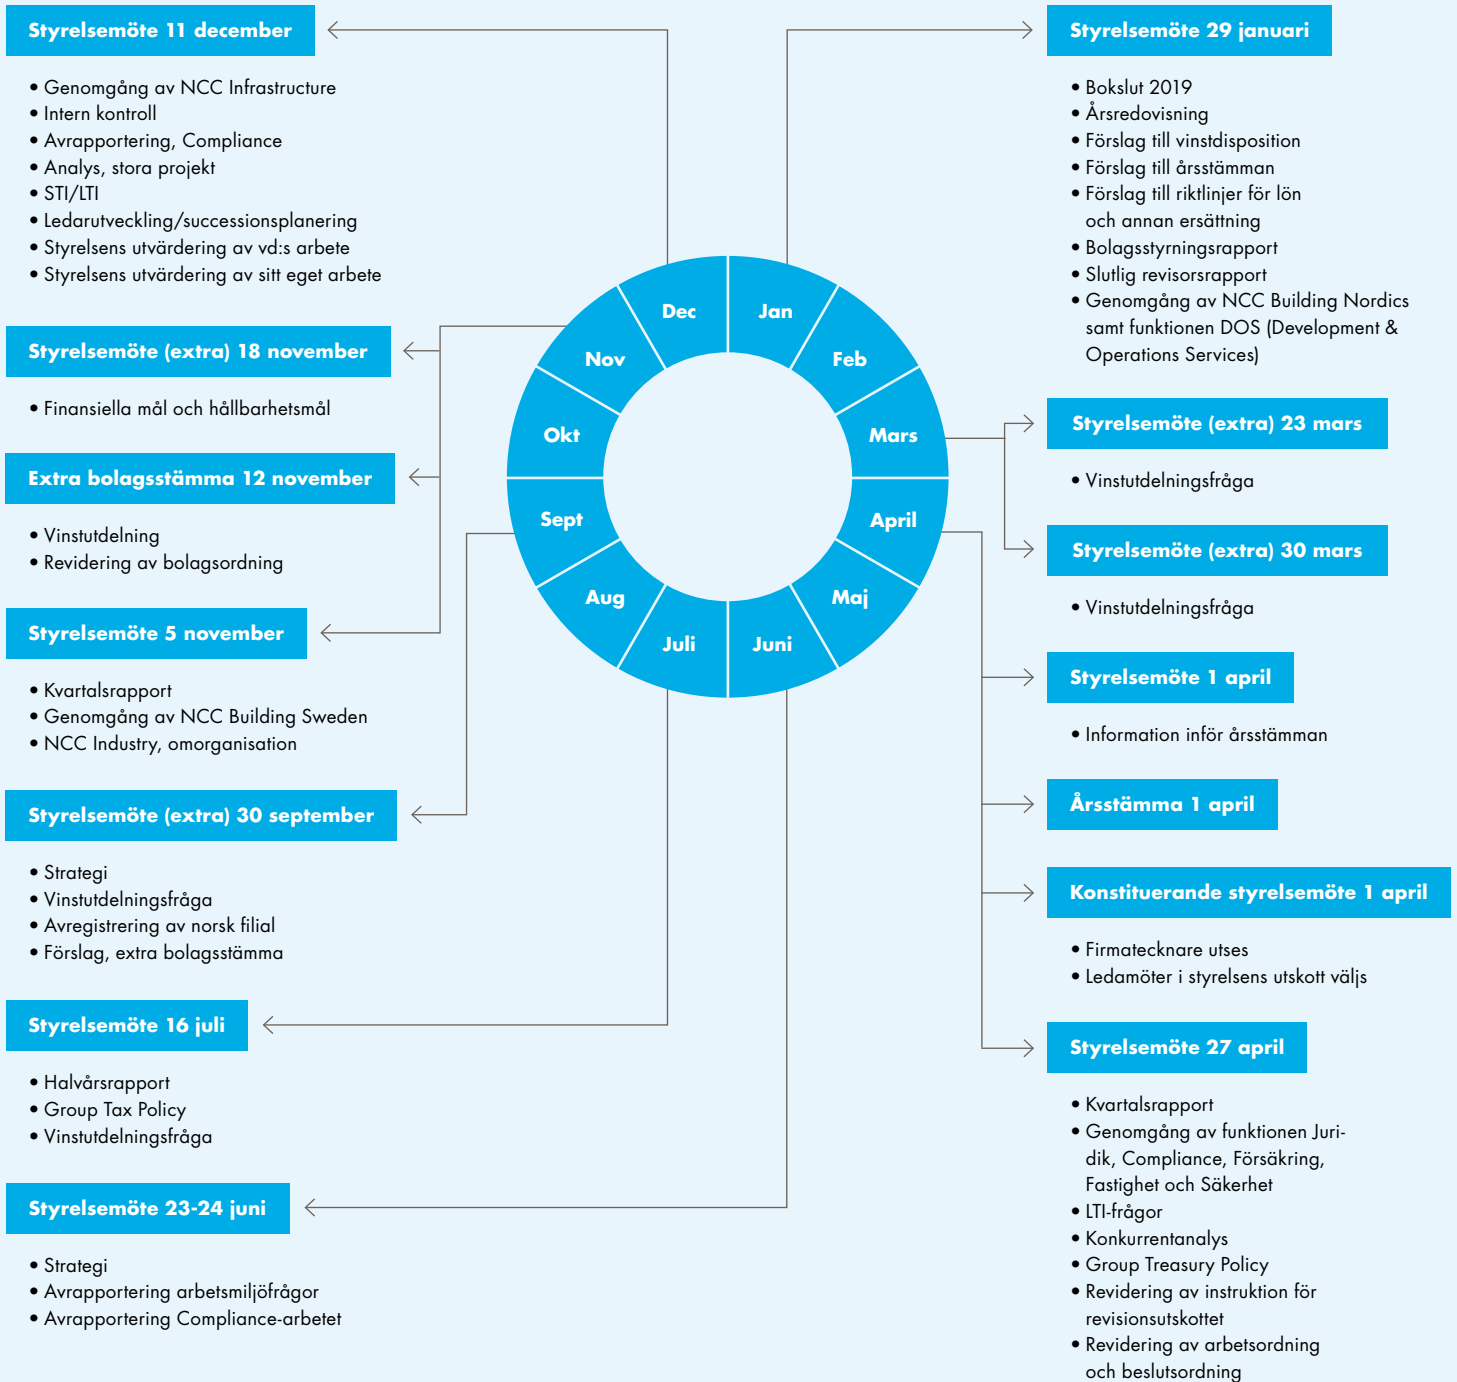 Styrelsemöte 11 december
• Genomgång av NCC Infrastructure
• Intern kontroll
• Avrapportering, Compliance
• Analys, stora projekt
• STI/LTI
• Ledarutveckling/successionsplanering
• Styrelsens utvärdering av vd:s arbete
• Styrelsens utvärdering av sitt eget arbete
Styrelsemöte (extra) 18 november
• Finansiella mål och hållbarhetsmål
Extra bolagsstämma 12 november
• Vinstutdelning
• Revidering av bolagsordning
Styrelsemöte 5 november
• Kvartalsrapport
• Genomgång av NCC Building Sweden
• NCC Industry, omorganisation
Styrelsemöte (extra) 30 september
• Strategi
• Vinstutdelningsfråga
• Avregistrering av norsk filial
• Förslag, extra bolagsstämma
Styrelsemöte 16 juli
• Halvårsrapport
• Group Tax Policy
• Vinstutdelningsfråga
Styrelsemöte 23-24 juni
• Strategi
• Avrapportering arbetsmiljöfrågor
• Avrapportering Compliance-arbetet
Jan
Feb
Mars
April
Maj
Juni
Juli
Aug
Sept
Okt
Nov
Dec
Styrelsemöte 29 januari
• Bokslut 2019
• Årsredovisning
• Förslag till vinstdisposition
• Förslag till årsstämman
• Förslag till riktlinjer för lön
och annan ersättning
• Bolagsstyrningsrapport
• Slutlig revisorsrapport
• Genomgång av NCC Building Nordics
samt funktionen DOS (Development &
Operations Services)
Styrelsemöte (extra) 23 mars
• Vinstutdelningsfråga
Styrelsemöte (extra) 30 mars
• Vinstutdelningsfråga
Styrelsemöte 1 april
• Information inför årsstämman
Årsstämma 1 april
Konstituerande styrelsemöte 1 april
• Firmatecknare utses
• Ledamöter i styrelsens utskott väljs
Styrelsemöte 27 april
• Kvartalsrapport
• Genomgång av funktionen Juri-
dik, Compliance, Försäkring,
Fastighet och Säkerhet
• LTI-frågor
• Konkurrentanalys
• Group Treasury Policy
• Revidering av instruktion för
revisionsutskottet
• Revidering av arbetsordning
och beslutsordning